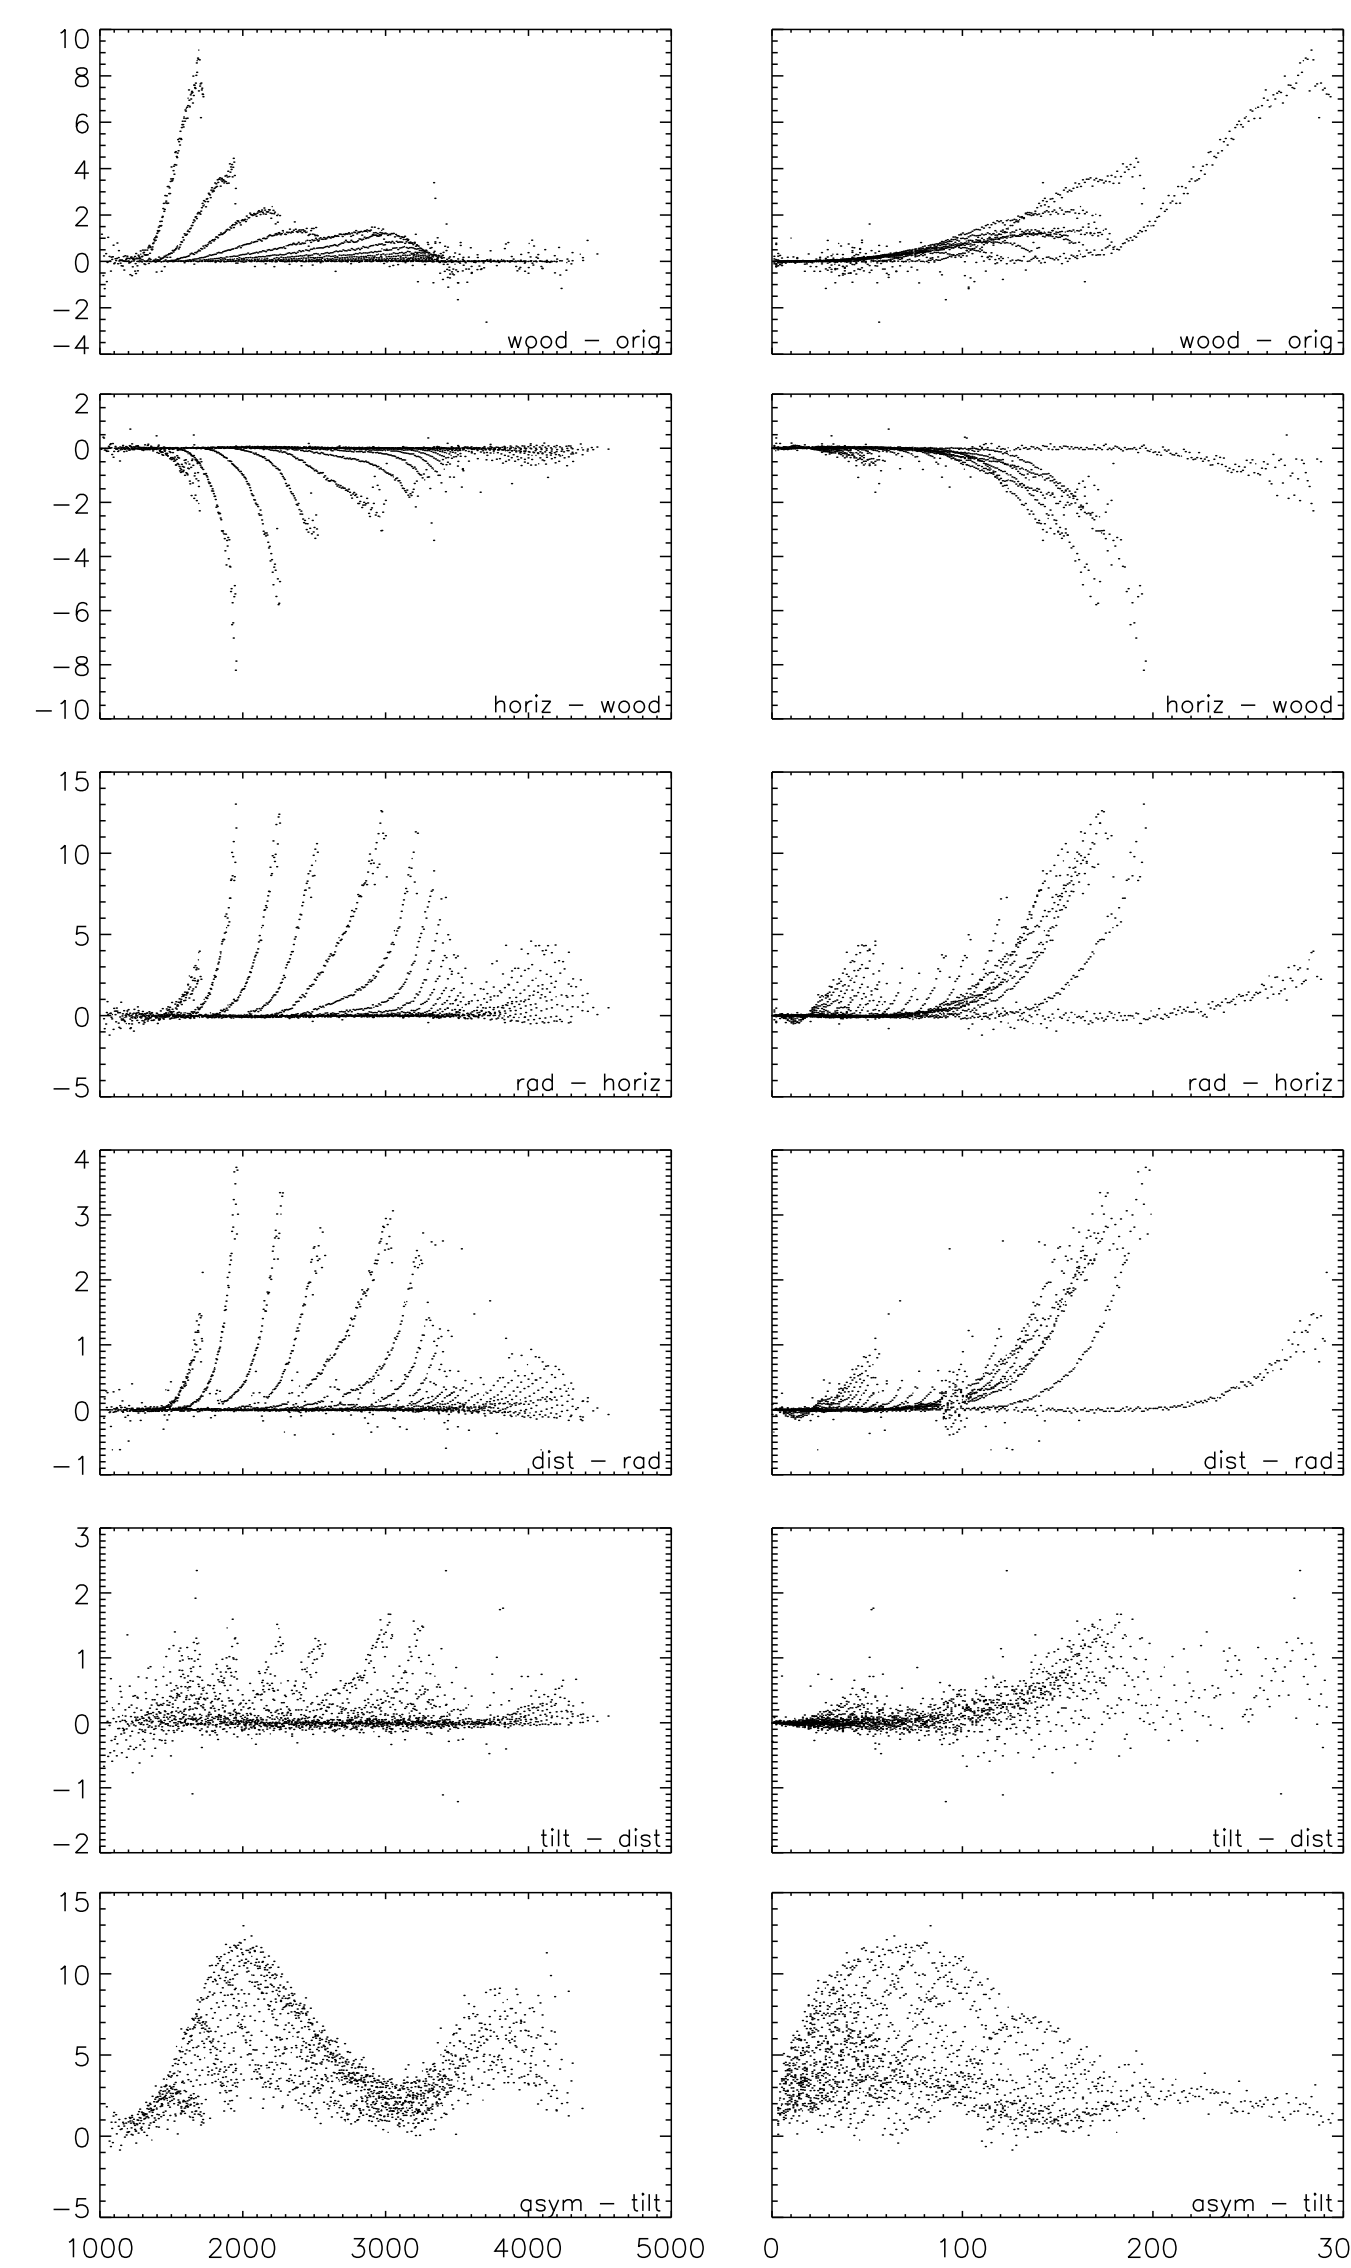 10
8
6
4
2
0
−2
−4
wood − orig
wood − orig
2
0
−2
−4
−6
−8
−10
horiz − wood
horiz − wood
15
10
5
0
−5
rad − horiz
rad − horiz
4
3
2
1
0
−1
dist − rad
dist − rad
3
2
1
0
−1
−2
tilt − dist
tilt − dist
15
10
5
0
−5
asym − tilt
asym − tilt
1000 2000 3000 4000 5000
0 100 200 30